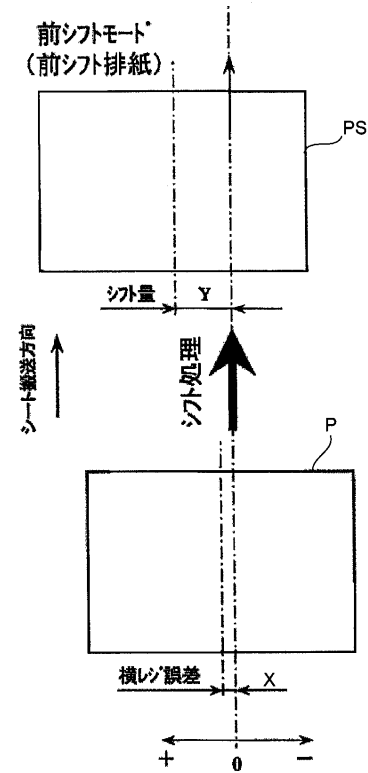 前シフトモード
(前シフト排紙)
PS
シフト量 Y
シート搬送方向
シフト処理
P
横レジ誤差 X
+ 0 −